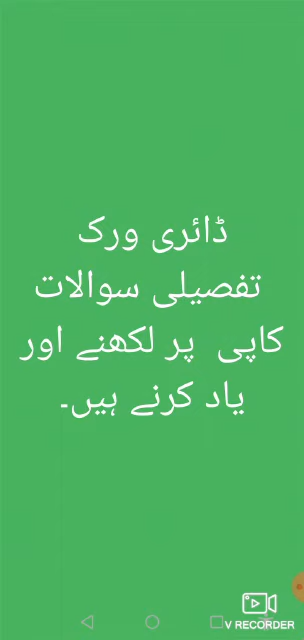 ڈائری ورک
تفصیلی سوالات
کاپی پر لکھنے اور
یاد کرنے ہیں۔
V RECORDER